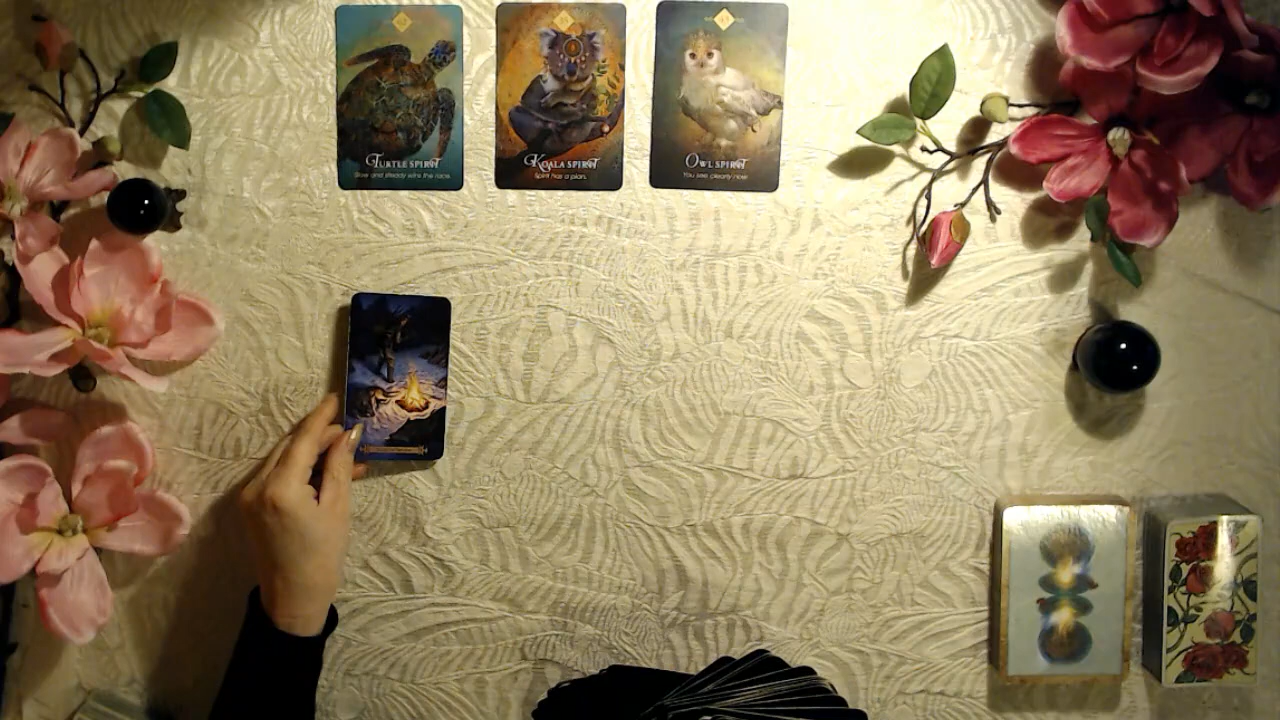 TURTLE SPIRIT
Slow and steady wins the race.
KOALA SPIRIT
Spirit has a plan.
OWL SPIRIT
You see clearly now.